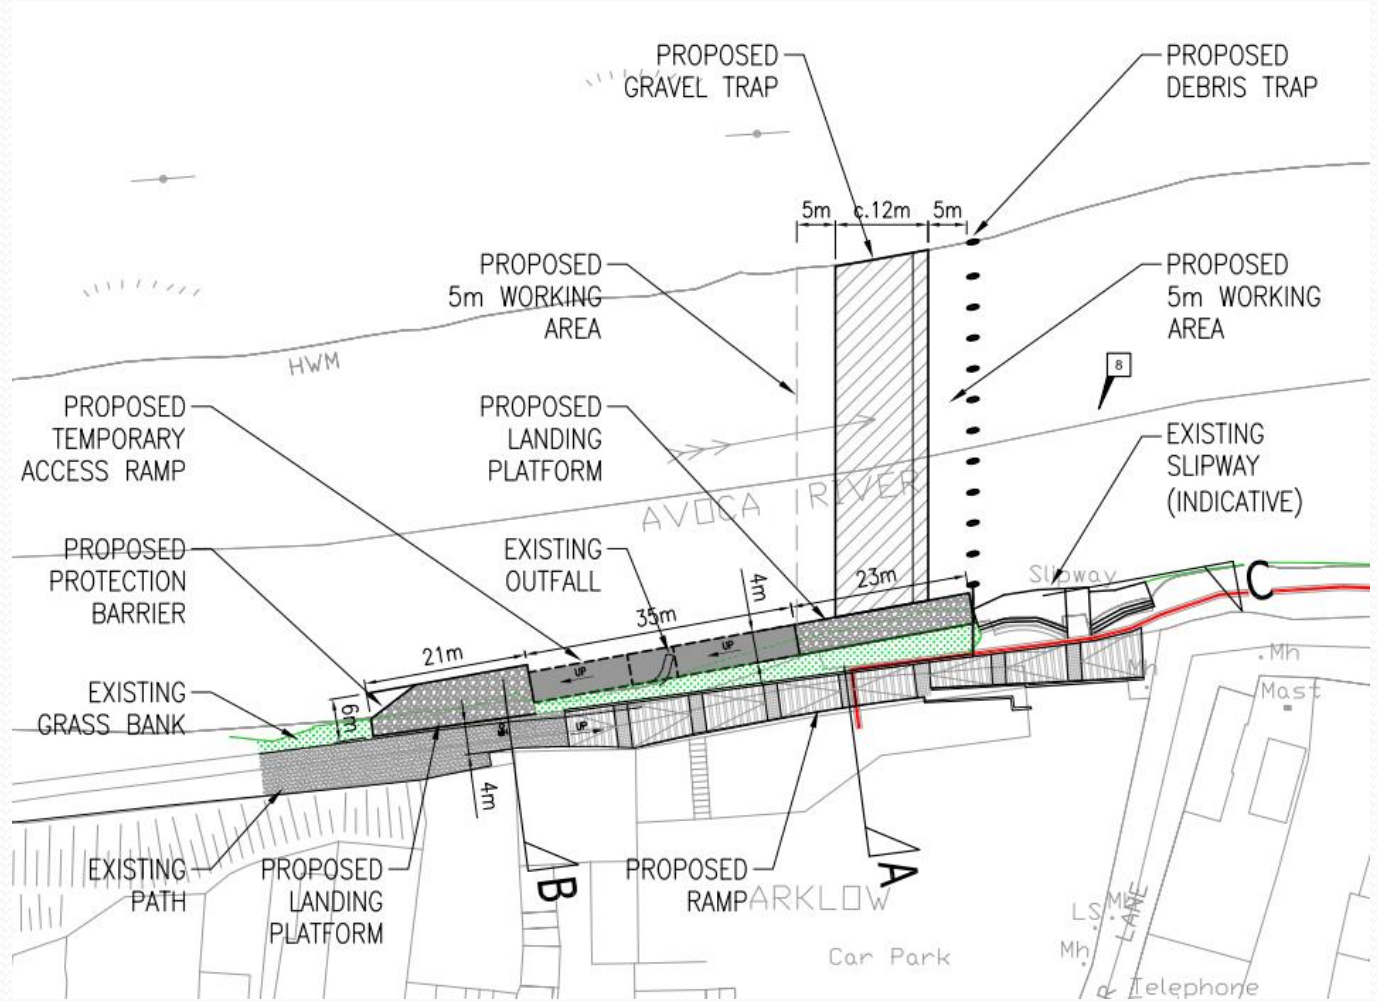 PROPOSED
GRAVEL TRAP
PROPOSED
DEBRIS TRAP
5m
c.12m
5m
PROPOSED
5m WORKING
AREA
PROPOSED
5m WORKING
AREA
HWM
8
PROPOSED
TEMPORARY
ACCESS RAMP
PROPOSED
LANDING
PLATFORM
EXISTING
SLIPWAY
(INDICATIVE)
AVOCA RIVER
PROPOSED
PROTECTION
BARRIER
EXISTING
OUTFALL
4m
23m
Slipway
C
35m
21m
UP
UP
EXISTING
GRASS BANK
6m
UP
4m
Mh
Mh
Mast
EXISTING
PATH
PROPOSED
LANDING
PLATFORM
B
PROPOSED
RAMP
A
ARKLOW
Car Park
LS
Mh
Mh
LANE
R
Telephone